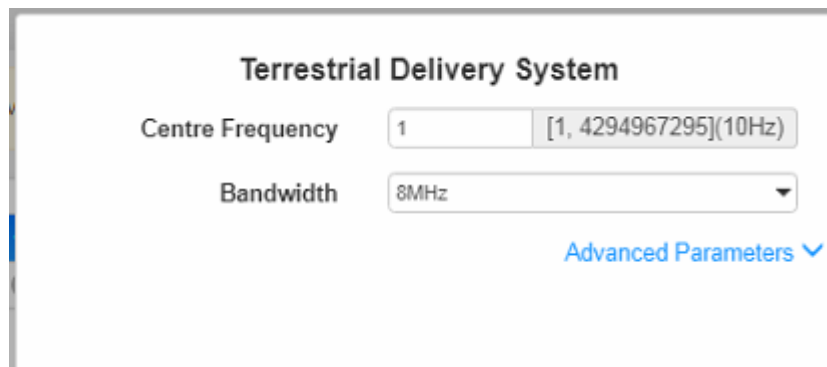 Terrestrial Delivery System
Centre Frequency 1 [1, 4294967295](10Hz)
Bandwidth 8MHz
Advanced Parameters